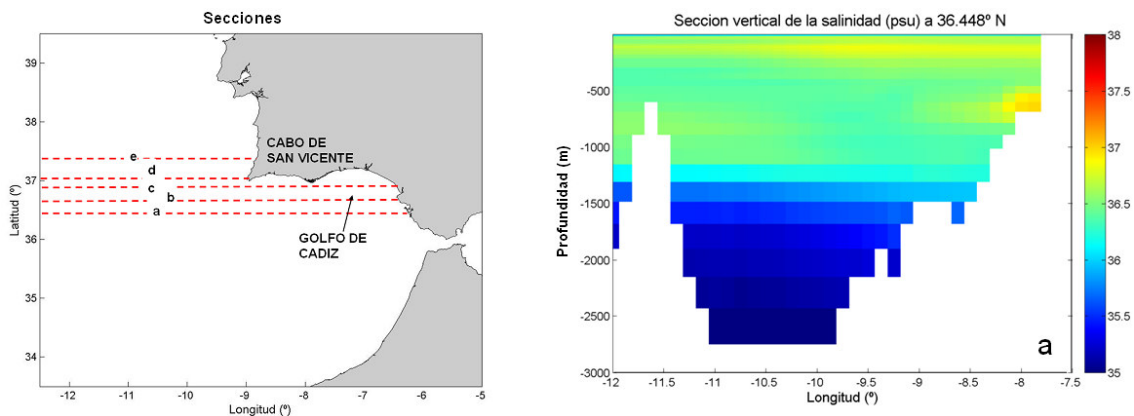 Secciones
39
38
37
36
35
34
Latitud (º)
-12
-11
-10
-9
-8
-7
-6
-5
Longitud (º)
e
d
c
b
a
CABO DE
SAN VICENTE
GOLFO DE
CADIZ
Seccion vertical de la salinidad (psu) a 36.448º N
-500
-1000
-1500
-2000
-2500
-3000
Profundidad (m)
-12
-11.5
-11
-10.5
-10
-9.5
-9
-8.5
-8
-7.5
Longitud (º)
a
38
37.5
37
36.5
36
35.5
35